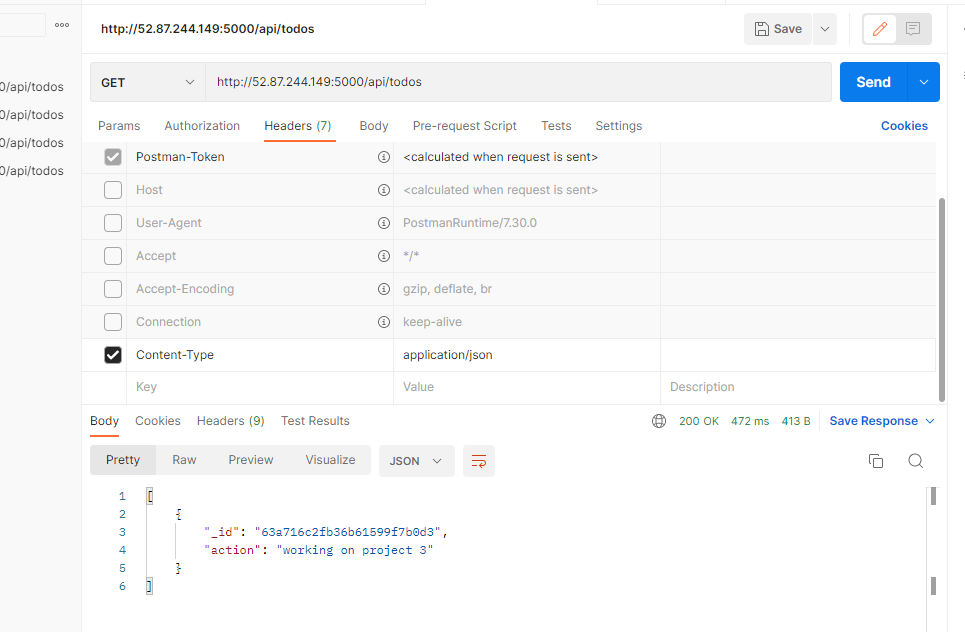 http://52.87.244.149:5000/api/todos
Save
0/api/todos
0/api/todos
0/api/todos
0/api/todos
GET http://52.87.244.149:5000/api/todos Send
Params Authorization Headers (7) Body Pre-request Script Tests Settings Cookies
Postman-Token <calculated when request is sent>
Host <calculated when request is sent>
User-Agent PostmanRuntime/7.30.0
Accept */*
Accept-Encoding gzip, deflate, br
Connection keep-alive
Content-Type application/json
Key Value Description
Body Cookies Headers (9) Test Results 200 OK 472 ms 413 B Save Response
Pretty Raw Preview Visualize JSON
1 [
2 {
3 "_id": "63a716c2fb36b61599f7b0d3",
4 "action": "working on project 3"
5 }
6 ]